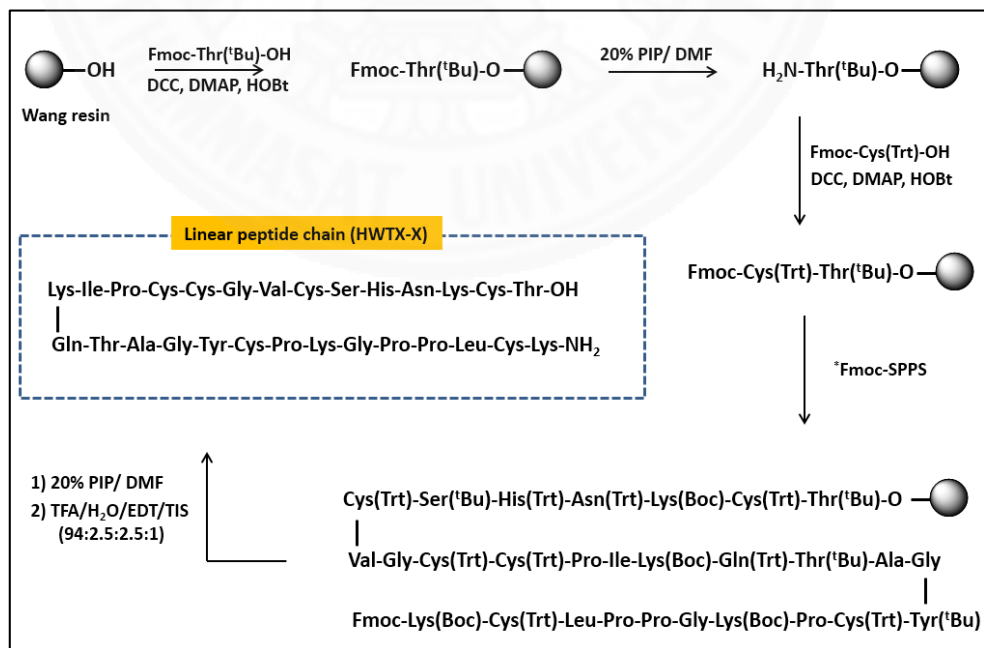 Fmoc-Thr(ᵗBu)-OH
20% PIP/ DMF
OH
DCC, DMAP, HOBt
Fmoc-Thr(ᵗBu)-O
H₂N-Thr(ᵗBu)-O
Wang resin
Fmoc-Cys(Trt)-OH
DCC, DMAP, HOBt
Linear peptide chain (HWTX-X)
Lys-Ile-Pro-Cys-Cys-Gly-Val-Cys-Ser-His-Asn-Lys-Cys-Thr-OH
Gln-Thr-Ala-Gly-Tyr-Cys-Pro-Lys-Gly-Pro-Pro-Leu-Cys-Lys-NH₂
Fmoc-Cys(Trt)-Thr(ᵗBu)-O
*Fmoc-SPPS
1) 20% PIP/ DMF
2) TFA/H₂O/EDT/TIS
(94:2.5:2.5:1)
Cys(Trt)-Ser(ᵗBu)-His(Trt)-Asn(Trt)-Lys(Boc)-Cys(Trt)-Thr(ᵗBu)-O
Val-Gly-Cys(Trt)-Cys(Trt)-Pro-Ile-Lys(Boc)-Gln(Trt)-Thr(ᵗBu)-Ala-Gly
Fmoc-Lys(Boc)-Cys(Trt)-Leu-Pro-Pro-Gly-Lys(Boc)-Pro-Cys(Trt)-Tyr(ᵗBu)